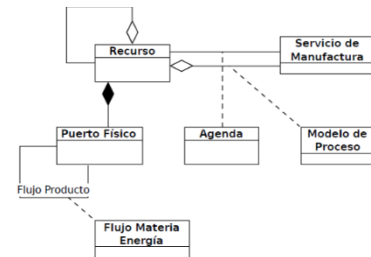 Recurso
Servicio de
Manufactura
Puerto Físico
Agenda
Modelo de
Proceso
Flujo Producto
Flujo Materia
Energía